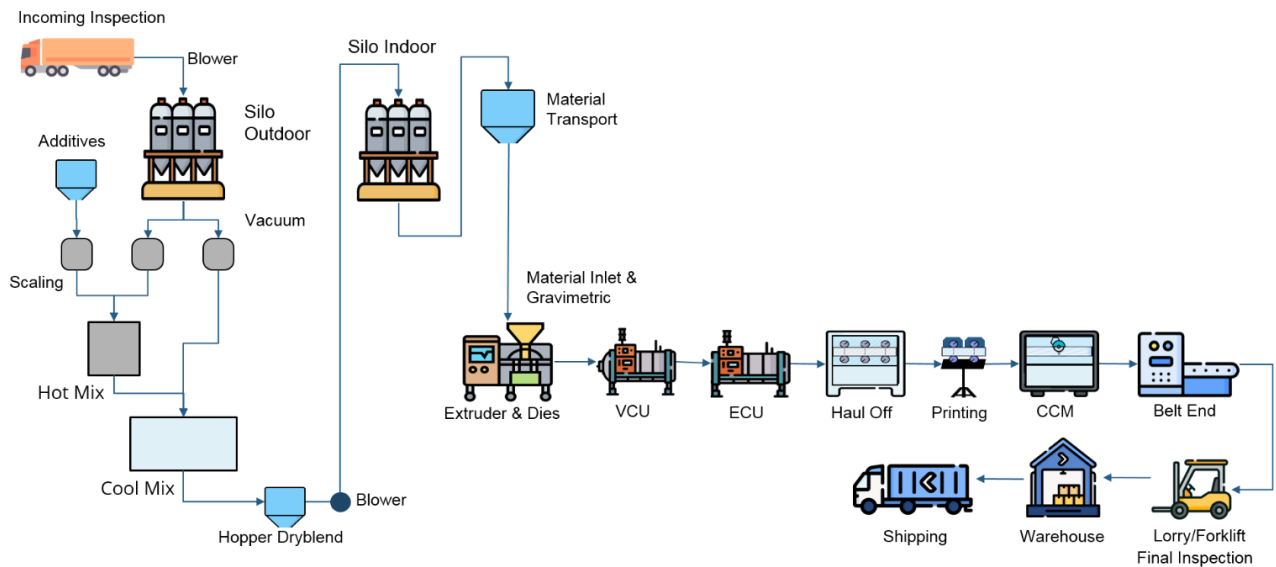 Incoming Inspection
Blower
Silo
Outdoor
Additives
Vacuum
Scaling
Hot Mix
Cool Mix
Hopper Dryblend
Blower
Silo Indoor
Material
Transport
Material Inlet &
Gravimetric
Extruder & Dies
VCU
ECU
Haul Off
Printing
CCM
Belt End
Lorry/Forklift
Final Inspection
Warehouse
Shipping